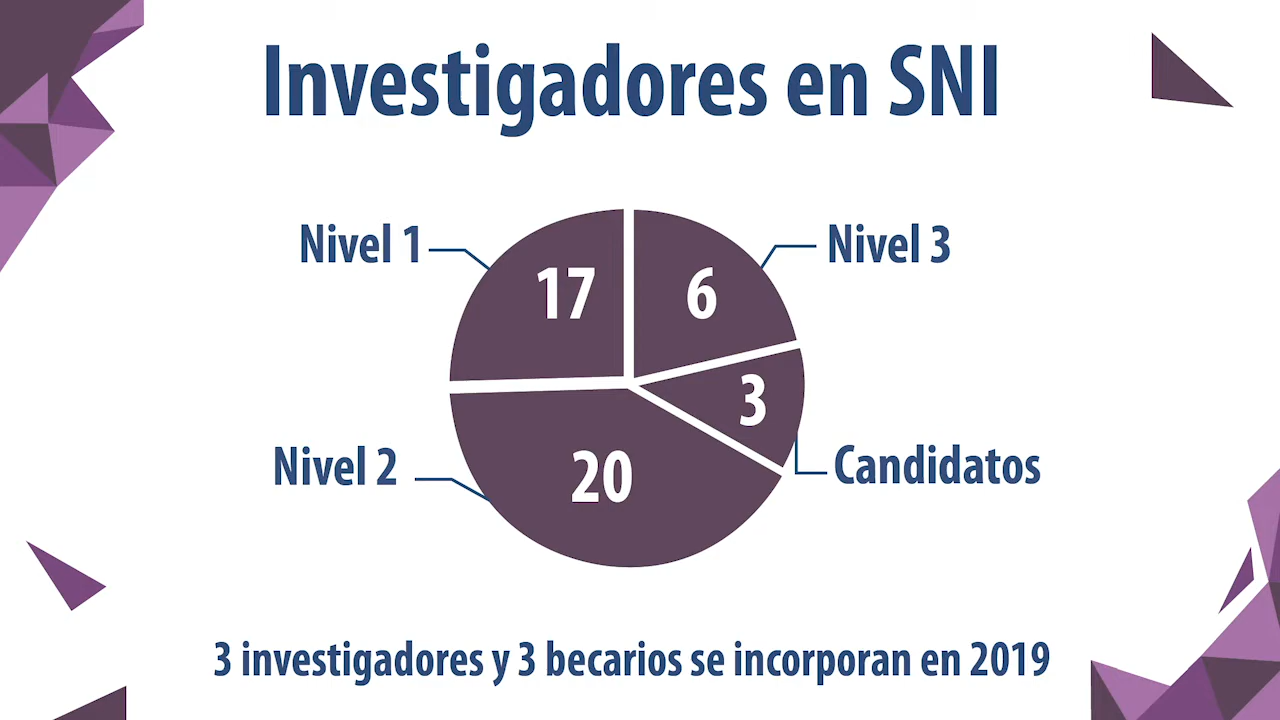 Investigadores en SNI
Nivel 1
17
6
Nivel 3
3
Nivel 2
20
Candidatos
3 investigadores y 3 becarios se incorporan en 2019